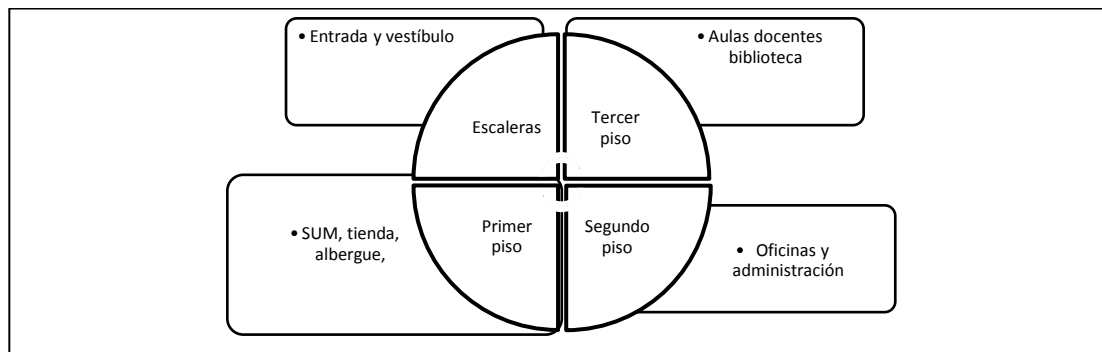 • Entrada y vestíbulo
• Aulas docentes
biblioteca
Escaleras
Tercer
piso
• SUM, tienda,
albergue,
Primer
piso
Segundo
piso
• Oficinas y
administración